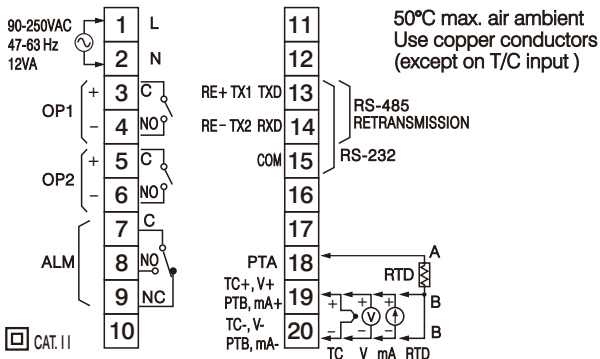 90-250VAC
47-63 Hz
12VA
1 L
2 N
OP1
+ 3 C
− 4 NO
OP2
+ 5 C
− 6 NO
ALM
7 C
8 NO
9 NC
10
CAT. II
50°C max. air ambient
Use copper conductors
(except on T/C input )
11
12
RE+ TX1 TXD 13
RE− TX2 RXD 14
COM 15
RS-485
RETRANSMISSION
RS-232
16
17
PTA 18
TC+, V+
PTB, mA+ 19
TC-, V-
PTB, mA- 20
A
RTD
B
B
+ + +
V
− − −
TC V mA RTD